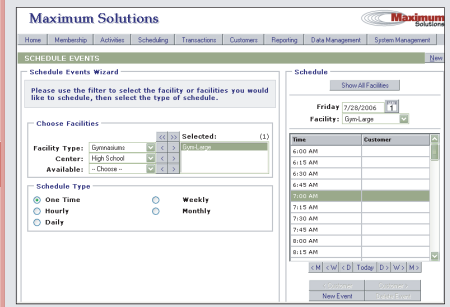 Maximum Solutions
Maximum
Solutions
Home Membership Activities Scheduling Transactions Customers Reporting Data Management System Management
SCHEDULE EVENTS New
Schedule Events Wizard
Please use the filter to select the facility or facilities you would
like to schedule, then select the type of schedule.
Choose Facilities
<< >> Selected: (1)
Facility Type: Gymnasiums < > Gym-Large
Center: High School < >
Available: -- Choose -- < >
Schedule Type
One Time Weekly
Hourly Monthly
Daily
Schedule
Show All Facilities
Friday 7/28/2006 1
Facility: Gym-Large
Time Customer
6:00 AM
6:15 AM
6:30 AM
6:45 AM
7:00 AM
7:15 AM
7:30 AM
7:45 AM
8:00 AM
8:15 AM
<M <W <D Today D> W> M>
New Event